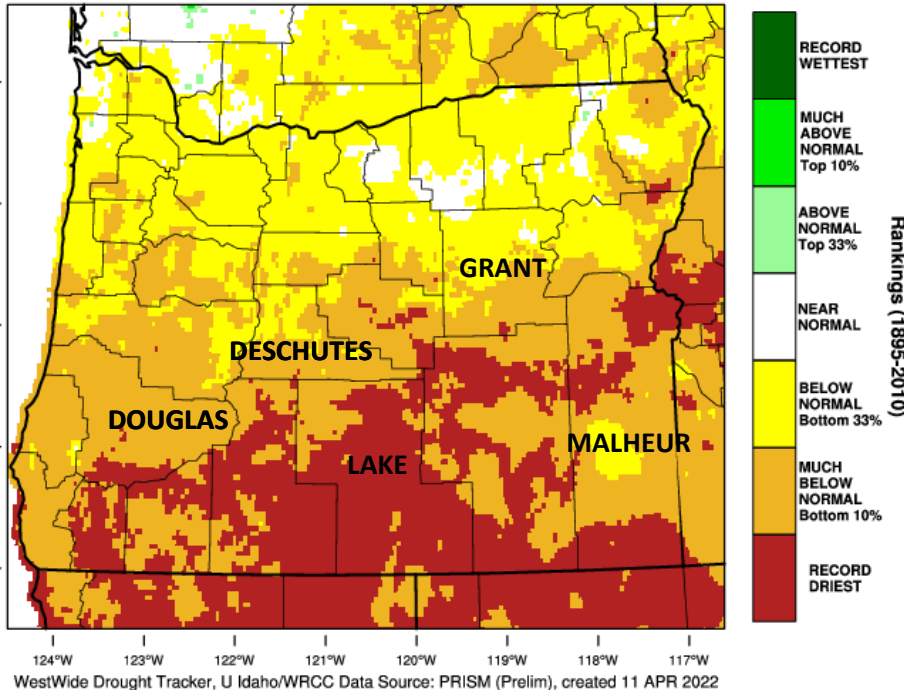 GRANT
DESCHUTES
DOUGLAS
MALHEUR
LAKE
RECORD
WETTEST
MUCH
ABOVE
NORMAL
Top 10%
ABOVE
NORMAL
Top 33%
NEAR
NORMAL
BELOW
NORMAL
Bottom 33%
MUCH
BELOW
NORMAL
Bottom 10%
RECORD
DRIEST
Rankings (1895-2010)
124°W 123°W 122°W 121°W 120°W 119°W 118°W 117°W
WestWide Drought Tracker, U Idaho/WRCC Data Source: PRISM (Prelim), created 11 APR 2022